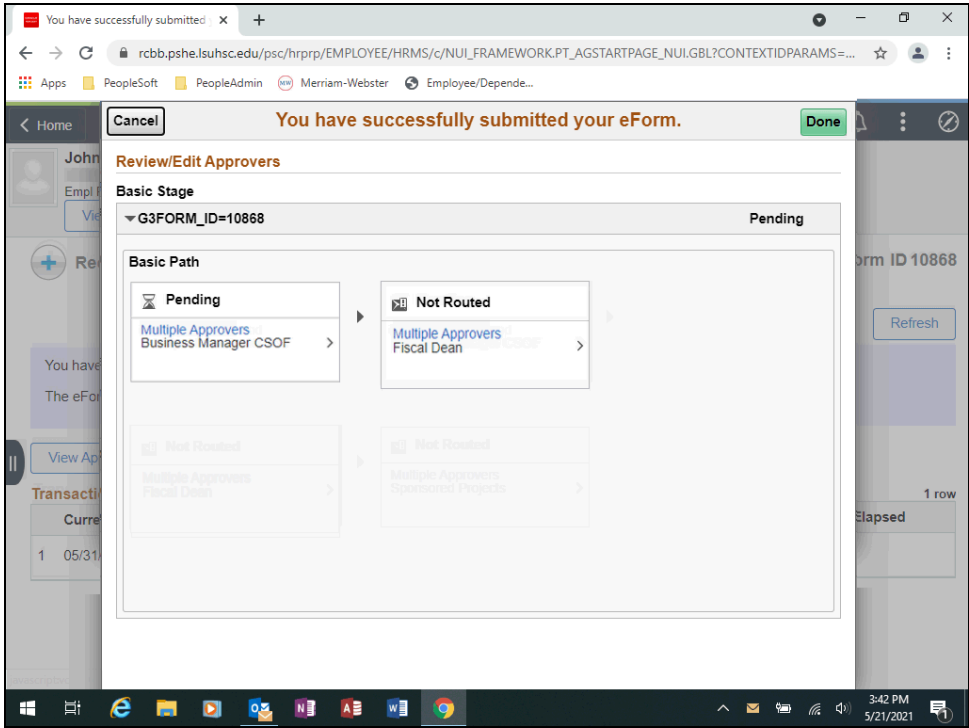 You have successfully submitted
rcbb.pshe.lsuhsc.edu/psc/hrprp/EMPLOYEE/HRMS/c/NUI_FRAMEWORK.PT_AGSTARTPAGE_NUI.GBL?CONTEXTIDPARAMS=...
Apps PeopleSoft PeopleAdmin Merriam-Webster Employee/Depende...
Home
Cancel
You have successfully submitted your eForm.
Done
John
Empl
Vie
Review/Edit Approvers
Basic Stage
G3FORM_ID=10868 Pending
Basic Path
Re
orm ID 10868
Pending
Multiple Approvers
Business Manager CSOF
Not Routed
Multiple Approvers
Fiscal Dean
Refresh
You have
The eFor
Not Routed
Multiple Approvers
Fiscal Dean
Not Routed
Multiple Approvers
Sponsored Projects
View Ap
Transacti
1 row
Curre
Elapsed
1 05/31/
3:42 PM
5/21/2021